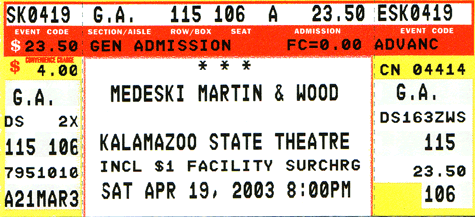 SK0419 G.A. 115 106 A 23.50 ESK0419
EVENT CODE SECTION/AISLE ROW/BOX SEAT ADMISSION EVENT CODE
$ 23.50 GEN ADMISSION FC=0.00 ADVANC
CONVENIENCE CHARGE
$ 4.00 * * * CN 04414
G.A. MEDESKI MARTIN & WOOD G.A.
DS 2X DS163ZWS
115 106 KALAMAZOO STATE THEATRE 115
7951010 INCL $1 FACILITY SURCHRG 23.50
A21MAR3 SAT APR 19, 2003 8:00PM 106